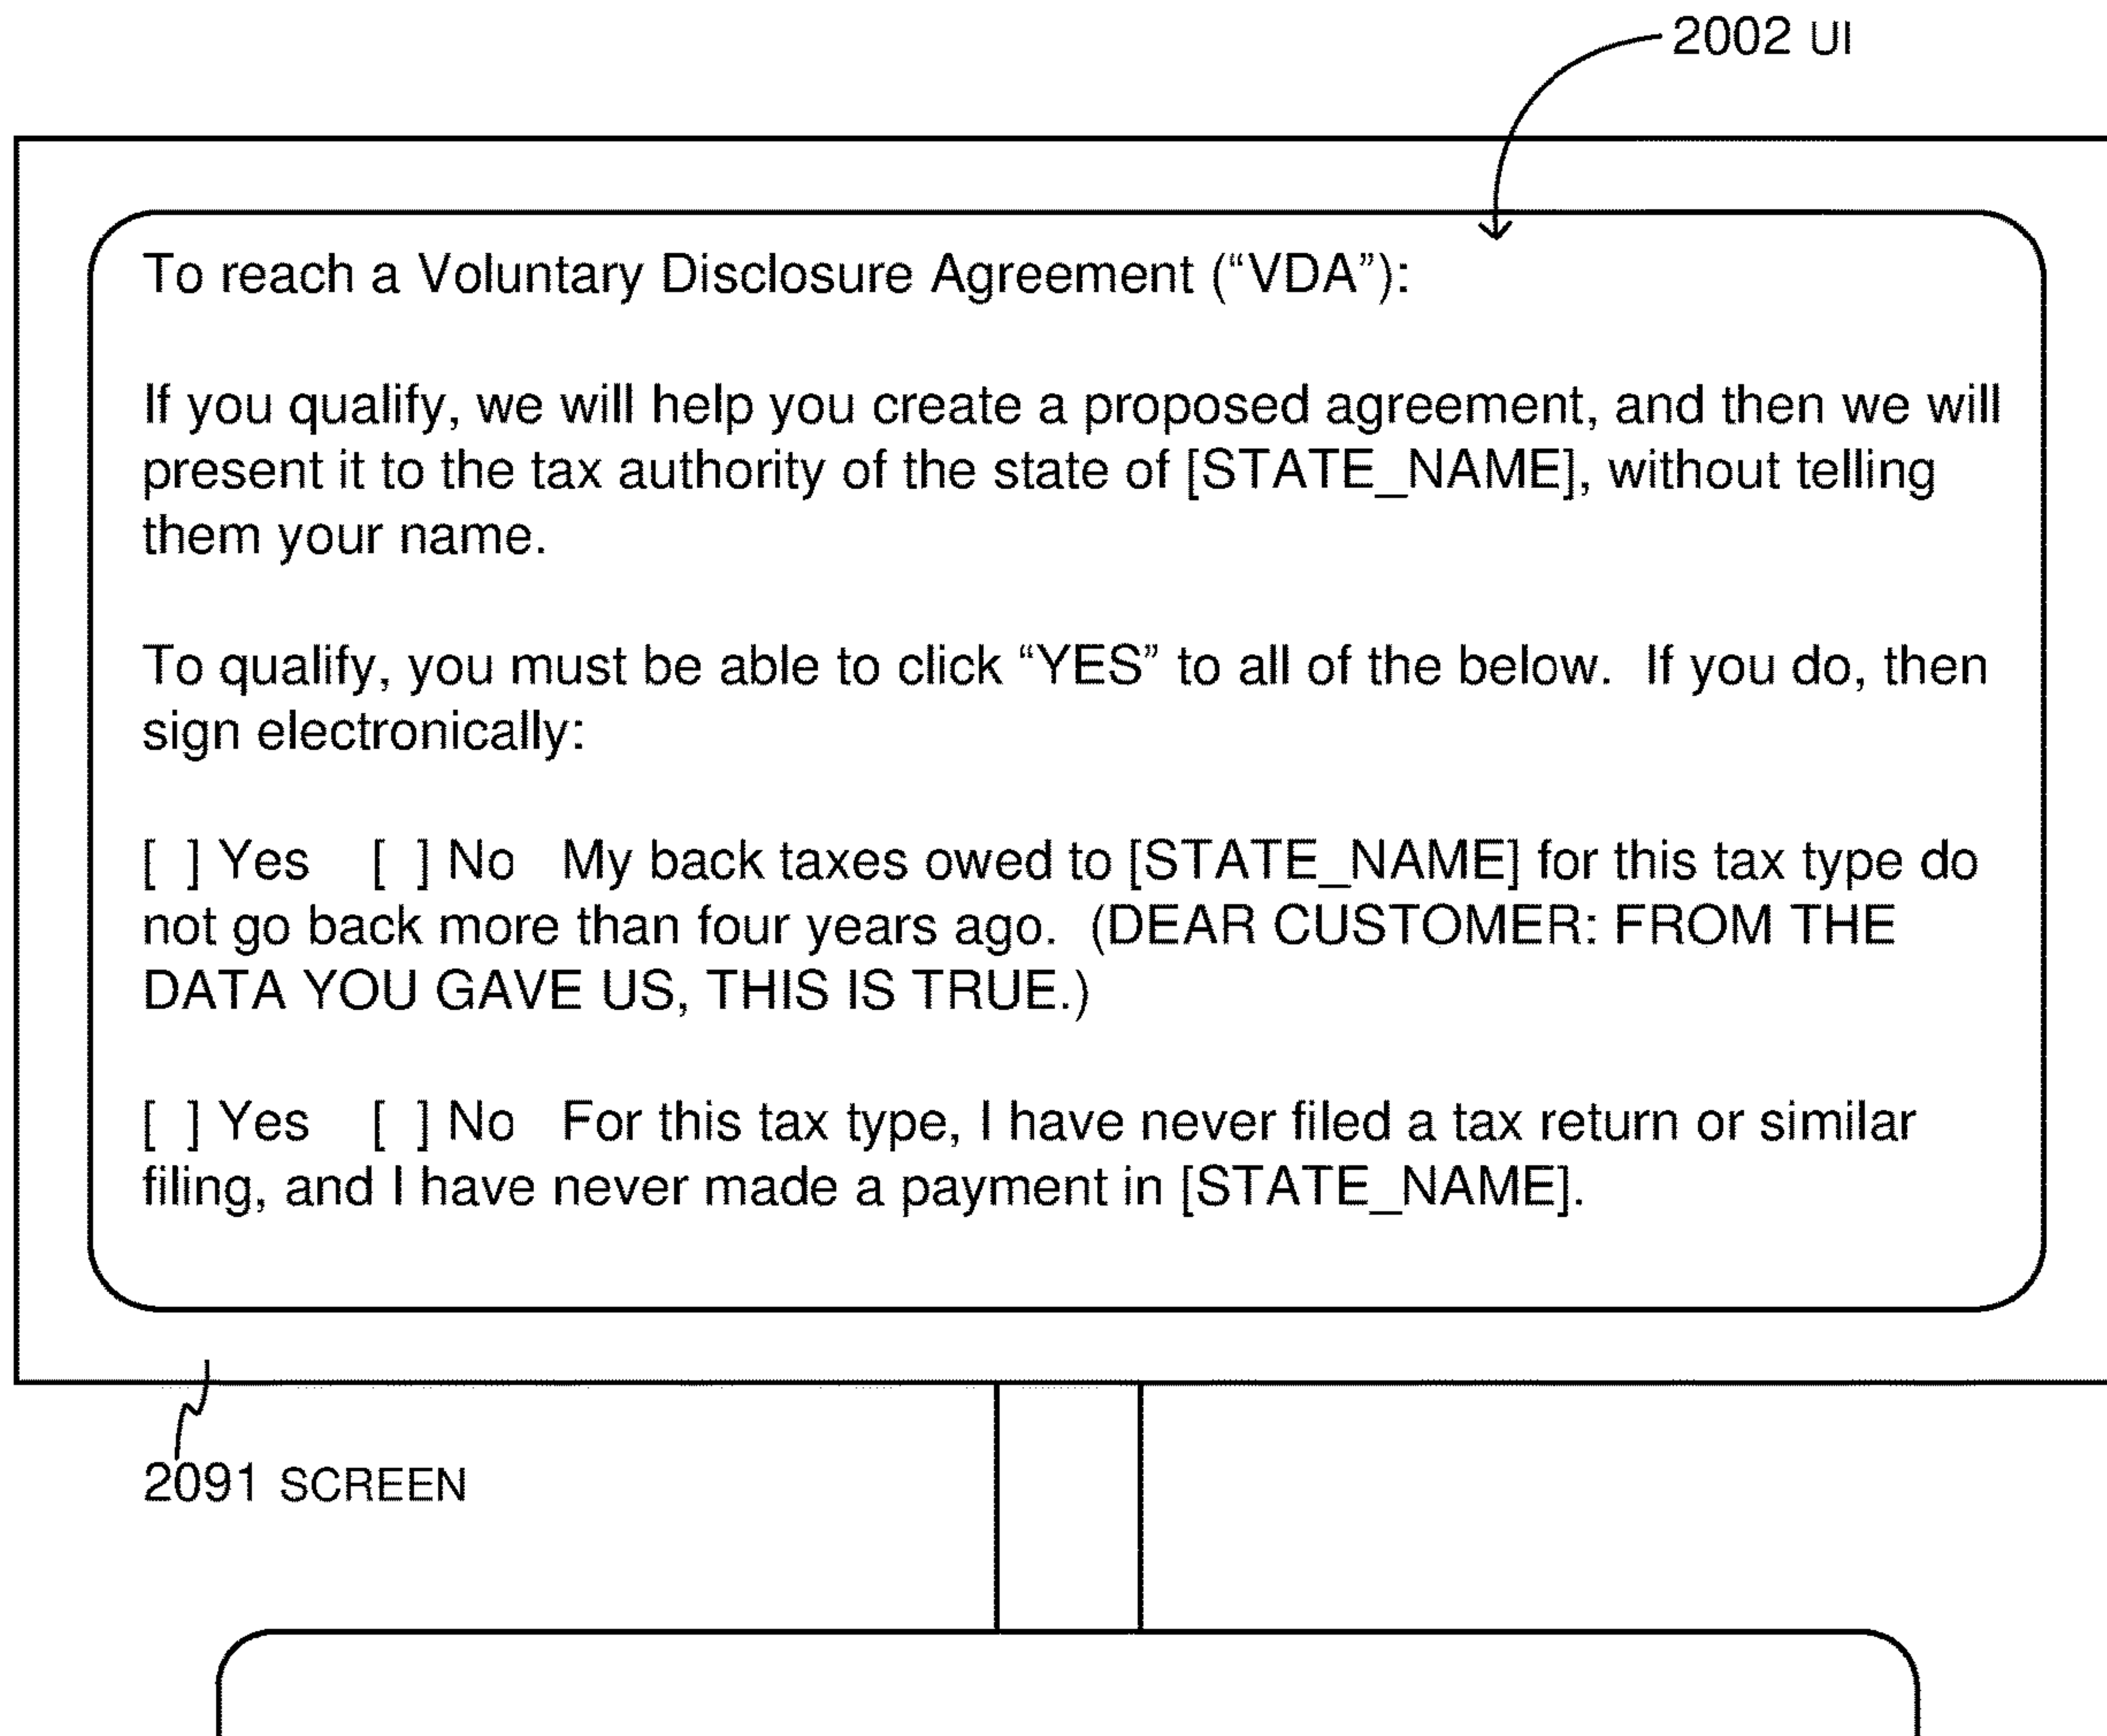 2002 UI
To reach a Voluntary Disclosure Agreement (“VDA”):
If you qualify, we will help you create a proposed agreement, and then we will
present it to the tax authority of the state of [STATE_NAME], without telling
them your name.
To qualify, you must be able to click “YES” to all of the below.  If you do, then
sign electronically:
[  ] Yes    [  ] No   My back taxes owed to [STATE_NAME] for this tax type do
not go back more than four years ago.  (DEAR CUSTOMER: FROM THE
DATA YOU GAVE US, THIS IS TRUE.)
[  ] Yes    [  ] No   For this tax type, I have never filed a tax return or similar
filing, and I have never made a payment in [STATE_NAME].
2091 SCREEN